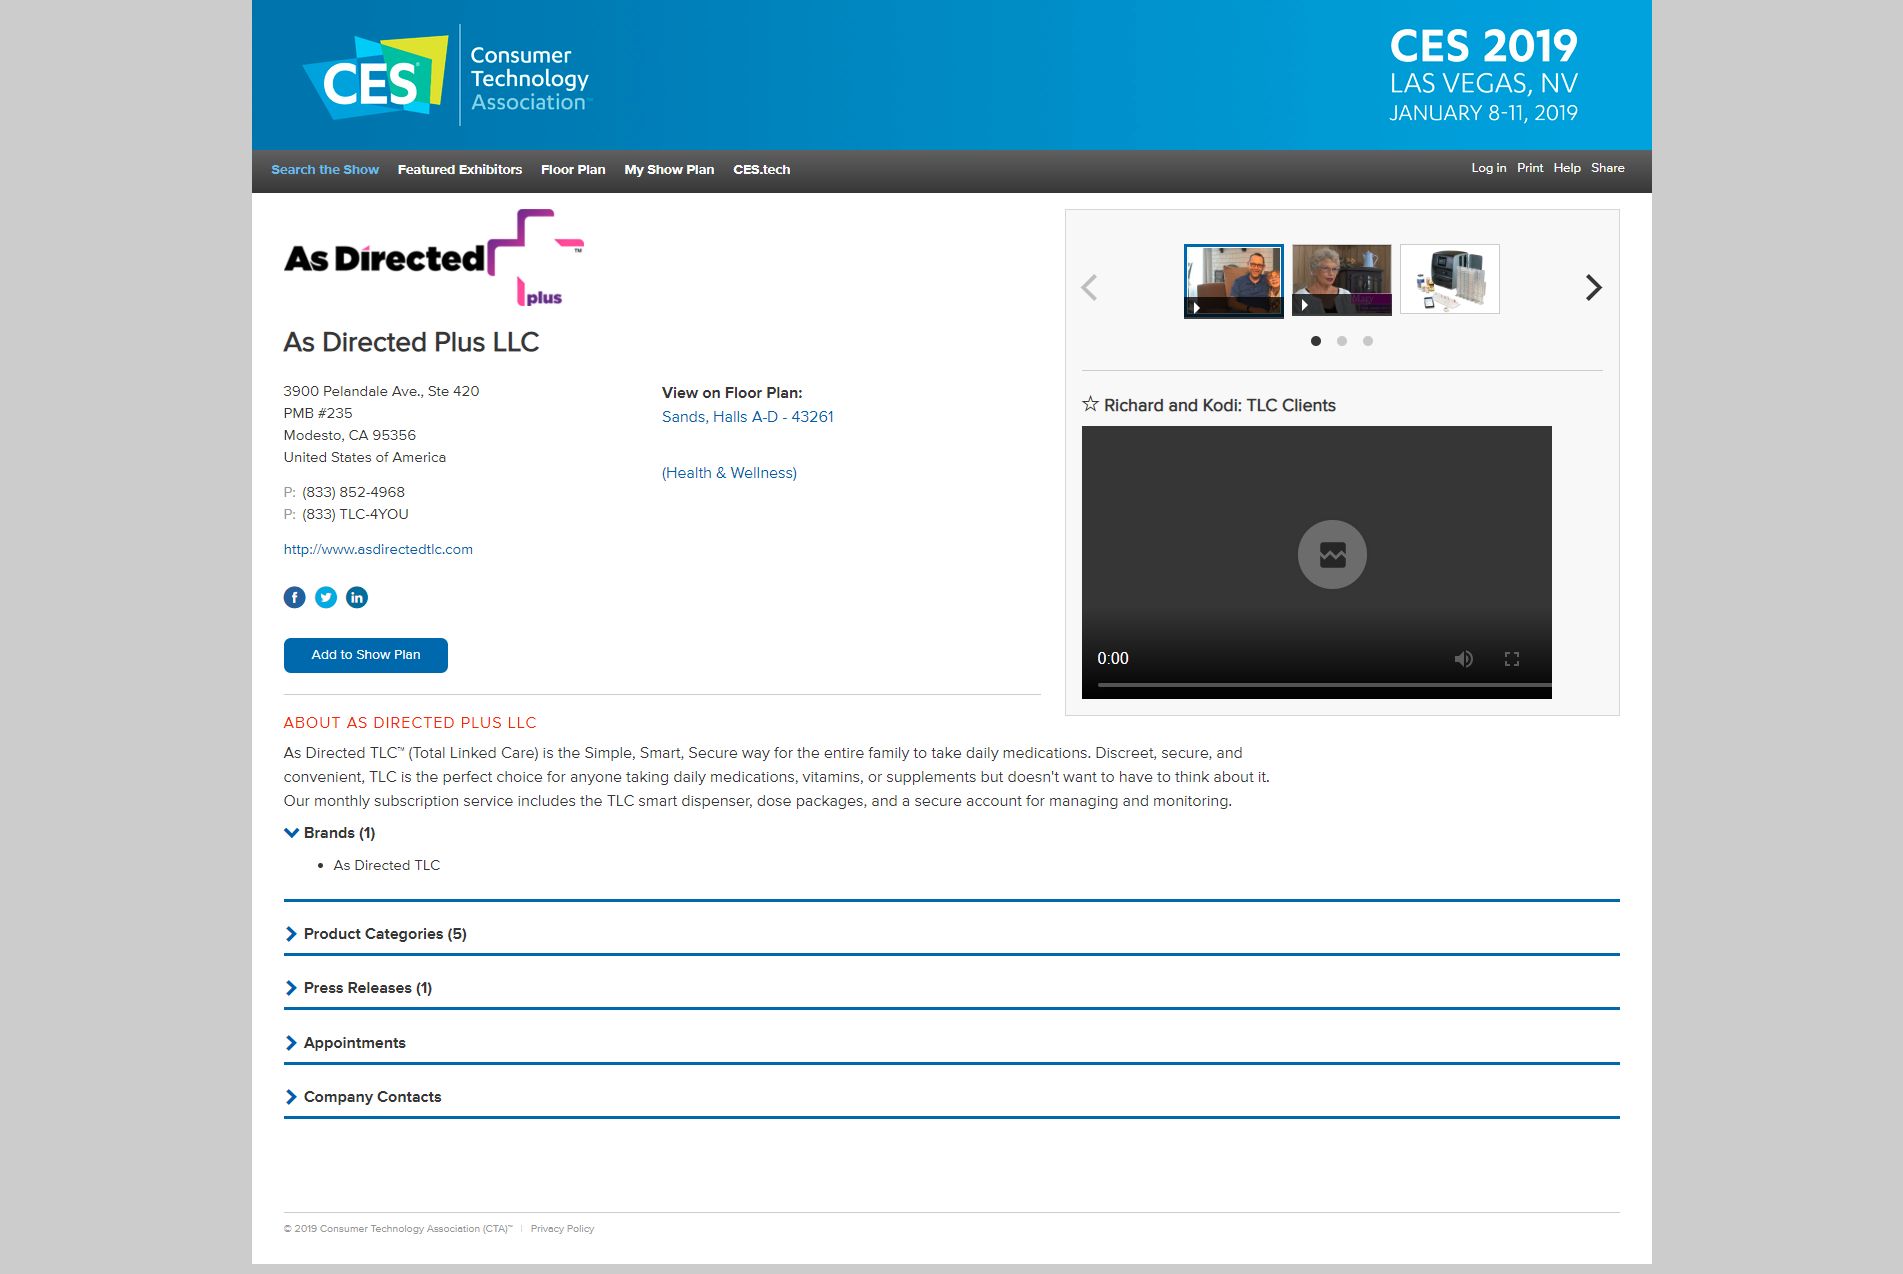 CES
Consumer
Technology
Association™
CES 2019
LAS VEGAS, NV
JANUARY 8-11, 2019
Search the Show Featured Exhibitors Floor Plan My Show Plan CES.tech
Log in Print Help Share
As Directed plus™
As Directed Plus LLC
3900 Pelandale Ave., Ste 420
PMB #235
Modesto, CA 95356
United States of America
P: (833) 852-4968
P: (833) TLC-4YOU
http://www.asdirectedtlc.com
View on Floor Plan:
Sands, Halls A-D - 43261
(Health & Wellness)
Add to Show Plan
Mary
☆ Richard and Kodi: TLC Clients
0:00
ABOUT AS DIRECTED PLUS LLC
As Directed TLC™ (Total Linked Care) is the Simple, Smart, Secure way for the entire family to take daily medications. Discreet, secure, and
convenient, TLC is the perfect choice for anyone taking daily medications, vitamins, or supplements but doesn't want to have to think about it.
Our monthly subscription service includes the TLC smart dispenser, dose packages, and a secure account for managing and monitoring.
Brands (1)
• As Directed TLC
Product Categories (5)
Press Releases (1)
Appointments
Company Contacts
© 2019 Consumer Technology Association (CTA)™ | Privacy Policy